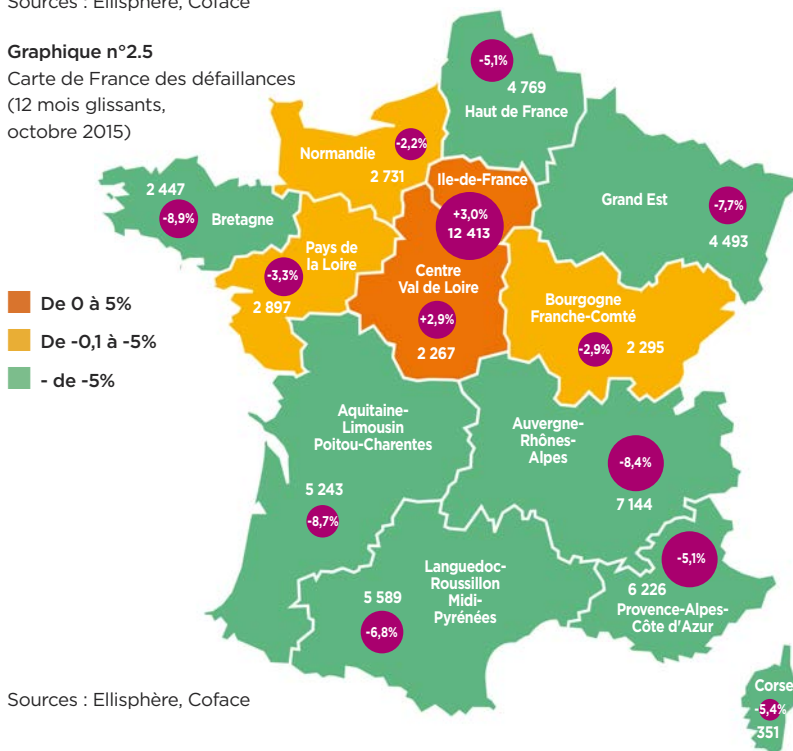 Sources : Ellisphère, Coface
Graphique n°2.5
Carte de France des défaillances
(12 mois glissants,
octobre 2015)
-5,1%
4 769
Haut de France
Normandie
-2,2%
2 731
Ile-de-France
+3,0%
12 413
Grand Est
-7,7%
4 493
2 447
-8,9%
Bretagne
Pays de
la Loire
-3,3%
2 897
Centre
Val de Loire
+2,9%
2 267
Bourgogne
Franche-Comté
-2,9%
2 295
De 0 à 5%
De -0,1 à -5%
- de -5%
Aquitaine-
Limousin
Poitou-Charentes
5 243
-8,7%
Auvergne-
Rhônes-
Alpes
-8,4%
7 144
Languedoc-
Roussillon
Midi-
Pyrénées
5 589
-6,8%
-5,1%
6 226
Provence-Alpes-
Côte d'Azur
Corse
-5,4%
351
Sources : Ellisphère, Coface